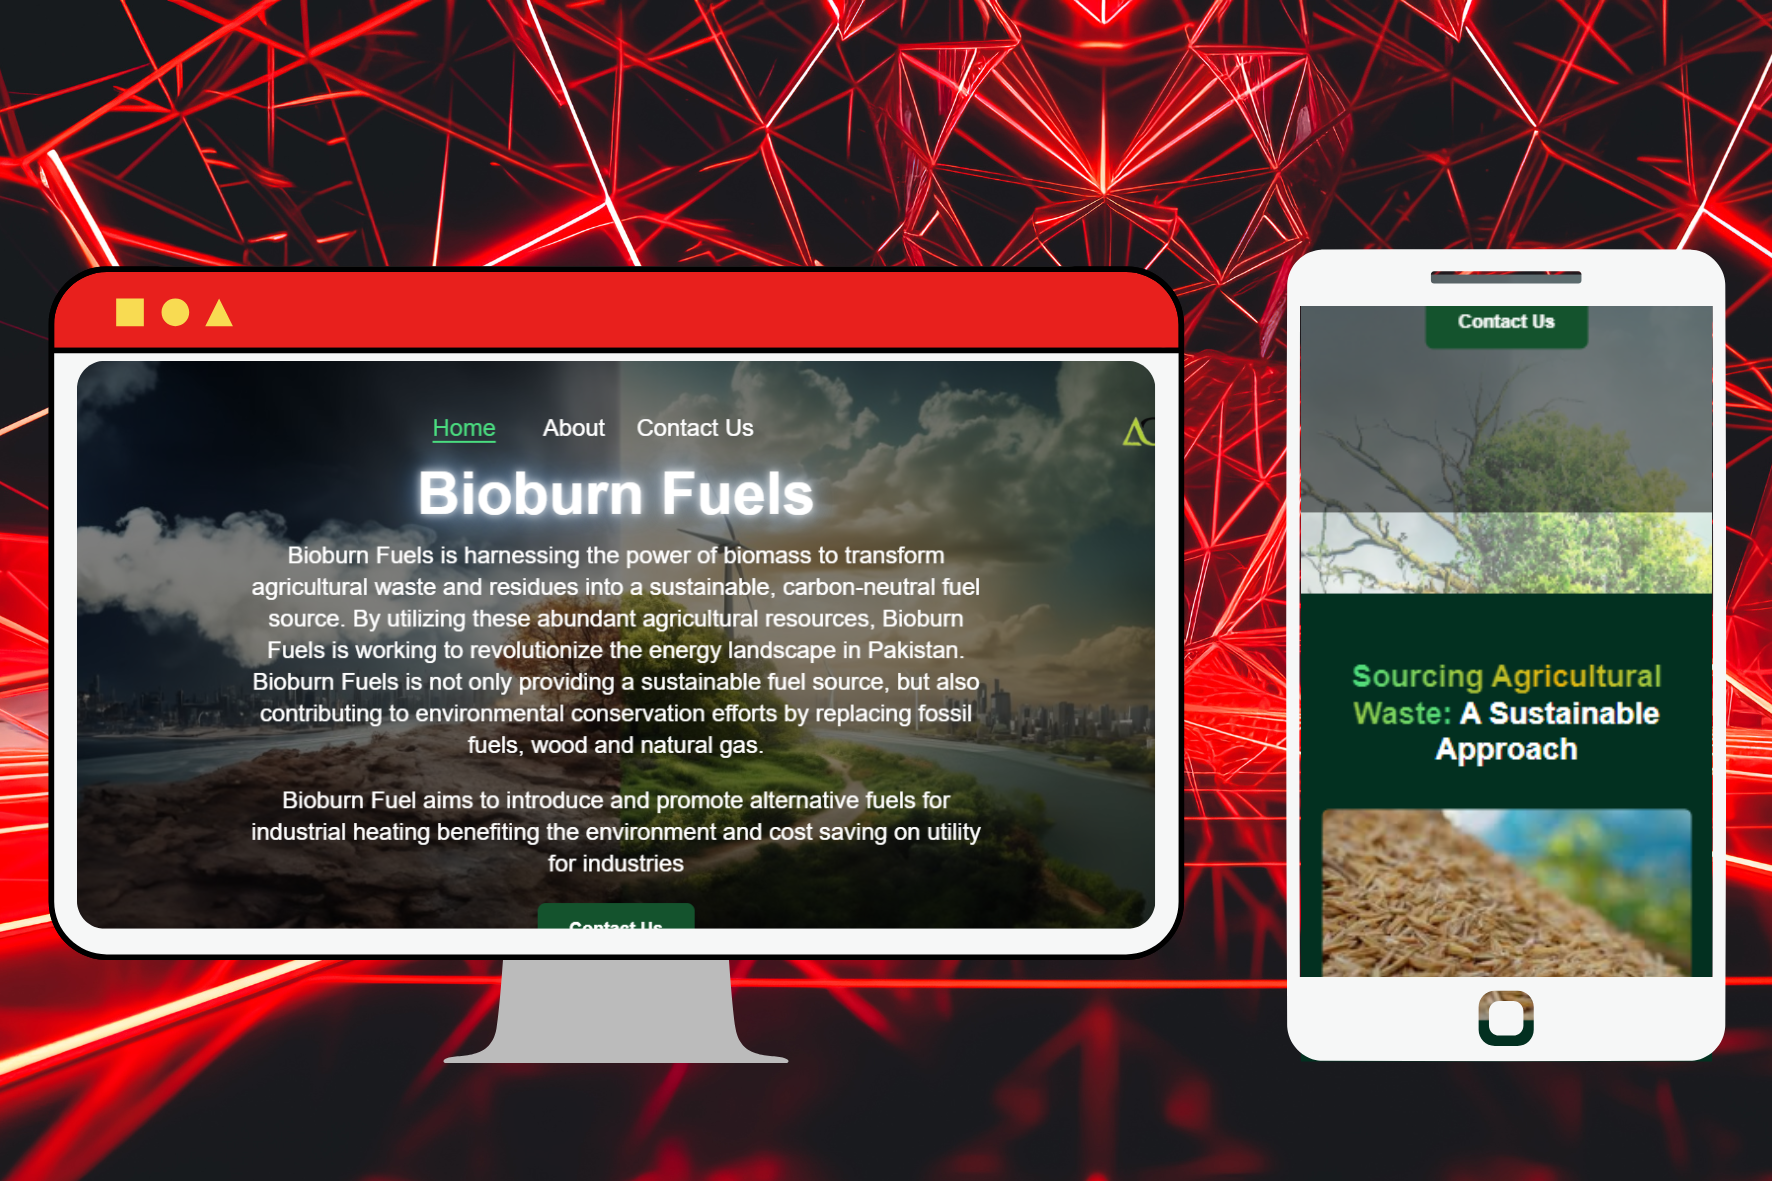 Home About Contact Us
Bioburn Fuels
Bioburn Fuels is harnessing the power of biomass to transform
agricultural waste and residues into a sustainable, carbon-neutral fuel
source. By utilizing these abundant agricultural resources, Bioburn
Fuels is working to revolutionize the energy landscape in Pakistan.
Bioburn Fuels is not only providing a sustainable fuel source, but also
contributing to environmental conservation efforts by replacing fossil
fuels, wood and natural gas.
Bioburn Fuel aims to introduce and promote alternative fuels for
industrial heating benefiting the environment and cost saving on utility
for industries
Contact Us
Contact Us
Sourcing Agricultural
Waste: A Sustainable
Approach